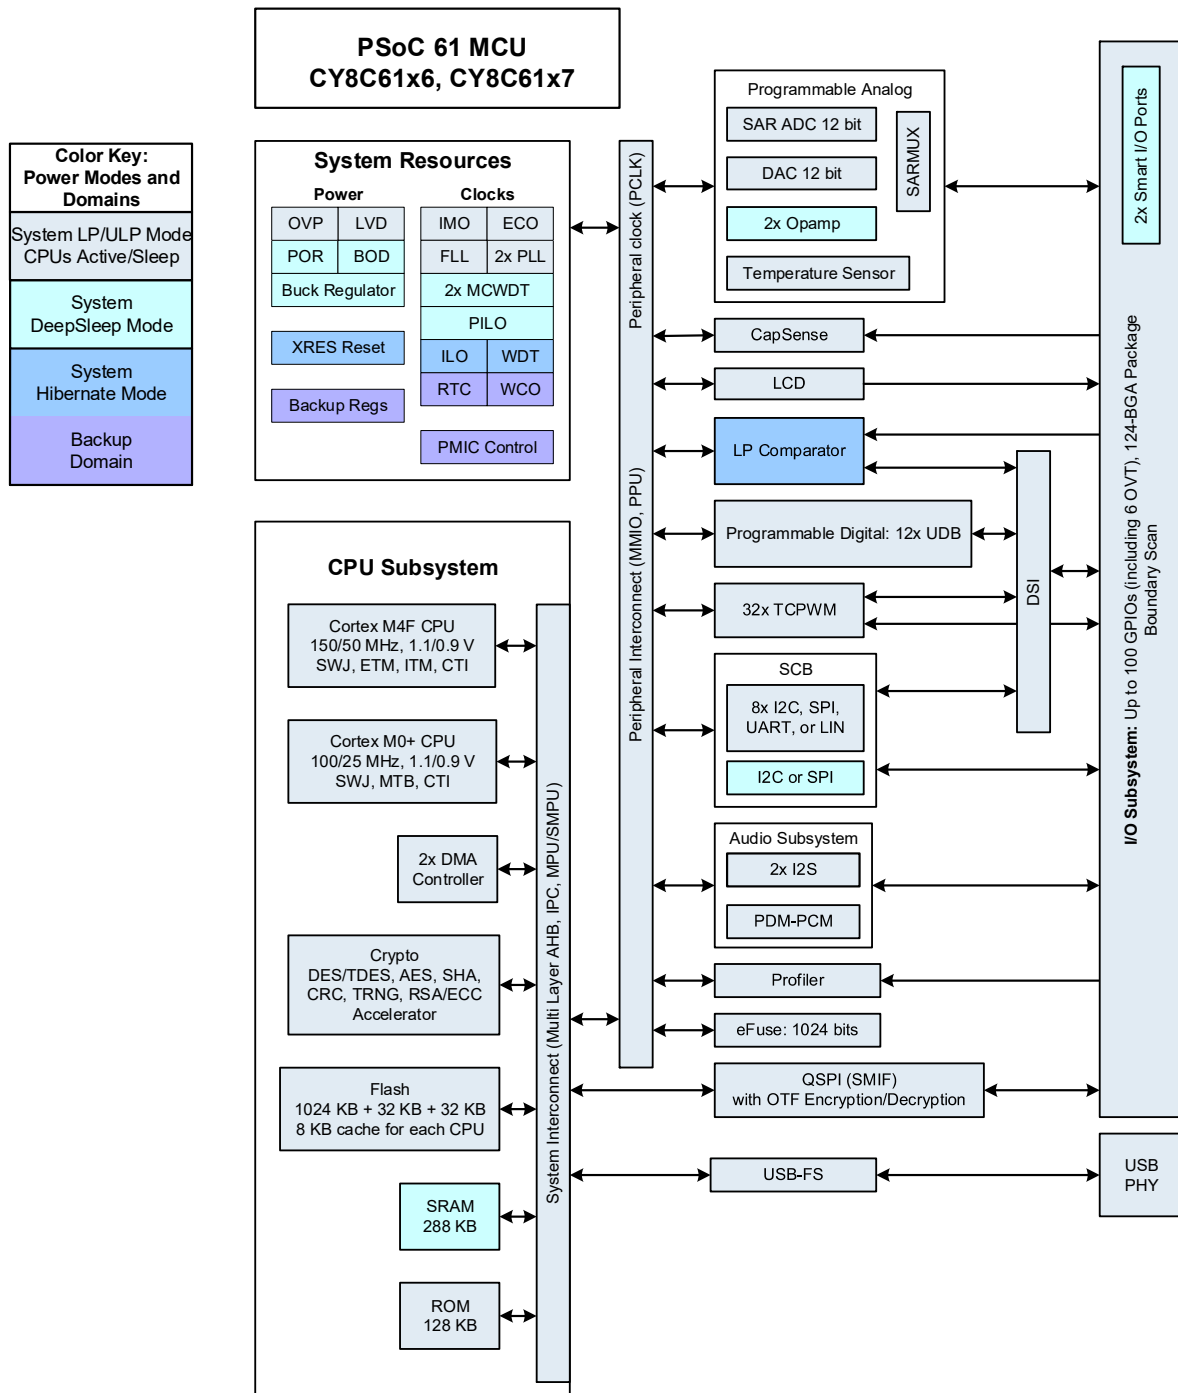 PSoC 61 MCU
CY8C61x6, CY8C61x7
Color Key:
Power Modes and
Domains
System LP/ULP Mode
CPUs Active/Sleep
System
DeepSleep Mode
System
Hibernate Mode
Backup
Domain
System Resources
Power
OVP
LVD
POR
BOD
Buck Regulator
XRES Reset
Backup Regs
Clocks
IMO
ECO
FLL
2x PLL
2x MCWDT
PILO
ILO
WDT
RTC
WCO
PMIC Control
CPU Subsystem
Cortex M4F CPU
150/50 MHz, 1.1/0.9 V
SWJ, ETM, ITM, CTI
Cortex M0+ CPU
100/25 MHz, 1.1/0.9 V
SWJ, MTB, CTI
2x DMA
Controller
Crypto
DES/TDES, AES, SHA,
CRC, TRNG, RSA/ECC
Accelerator
Flash
1024 KB + 32 KB + 32 KB
8 KB cache for each CPU
SRAM
288 KB
ROM
128 KB
System Interconnect (Multi Layer AHB, IPC, MPU/SMPU)
Peripheral Interconnect (MMIO, PPU)
Peripheral clock (PCLK)
Programmable Analog
SAR ADC 12 bit
DAC 12 bit
2x Opamp
Temperature Sensor
SARMUX
CapSense
LCD
LP Comparator
Programmable Digital: 12x UDB
32x TCPWM
SCB
8x I2C, SPI,
UART, or LIN
I2C or SPI
Audio Subsystem
2x I2S
PDM-PCM
Profiler
eFuse: 1024 bits
QSPI (SMIF)
with OTF Encryption/Decryption
USB-FS
DSI
2x Smart I/O Ports
I/O Subsystem: Up to 100 GPIOs (including 6 OVT), 124-BGA Package
Boundary Scan
USB
PHY